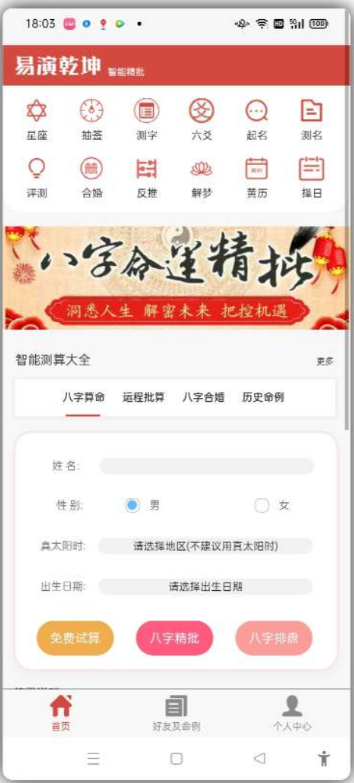 18:03
HD 5G 100
易演乾坤 智能精批
星座 抽签 测字 六爻 起名 测名
评测 合婚 反推 解梦 黄历 择日
八字命运精批
洞悉人生 解密未来 把控机遇
智能测算大全 更多
八字算命 运程批算 八字合婚 历史命例
姓名:
性别: 男 女
真太阳时: 请选择地区(不建议用真太阳时)
出生日期: 请选择出生日期
免费试算 八字精批 八字排盘
首页 好友及命例 个人中心